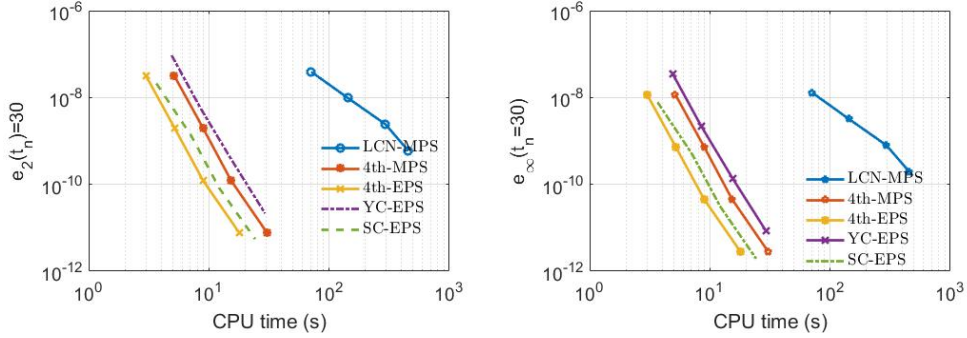 10^-6
10^-8
10^-10
10^-12
e_2(t_n)=30
LCN-MPS
4th-MPS
4th-EPS
YC-EPS
SC-EPS
10^0
10^1
10^2
10^3
CPU time (s)
10^-6
10^-8
10^-10
10^-12
e_∞(t_n=30)
LCN-MPS
4th-MPS
4th-EPS
YC-EPS
SC-EPS
10^0
10^1
10^2
10^3
CPU time (s)